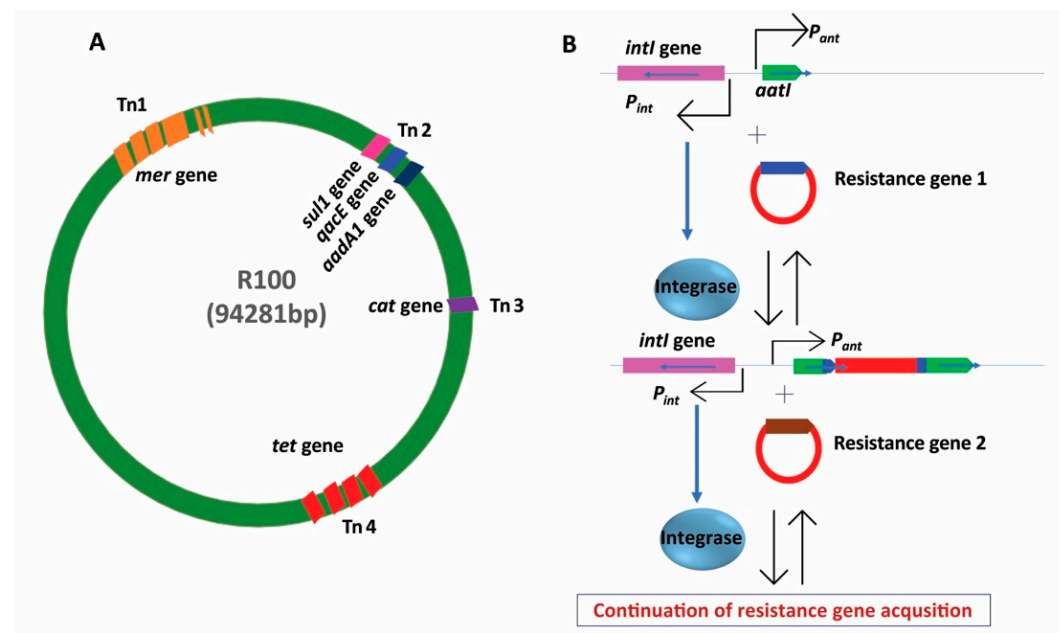 A
Tn1
mer gene
Tn 2
sul1 gene
qacE gene
aadA1 gene
R100
(94281bp)
cat gene
Tn 3
tet gene
Tn 4
B
intI gene
Pant
aatI
Pint
+
Resistance gene 1
Integrase
intI gene
Pant
Pint
+
Resistance gene 2
Integrase
Continuation of resistance gene acqusition